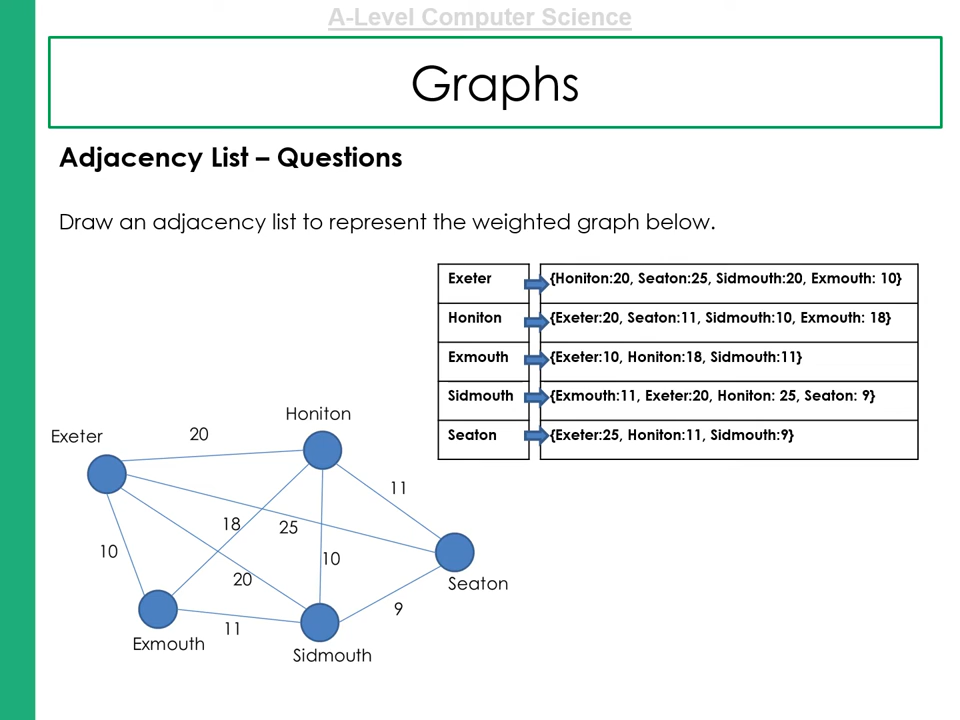 A-Level Computer Science
Graphs
Adjacency List – Questions
Draw an adjacency list to represent the weighted graph below.
Exeter {Honiton:20, Seaton:25, Sidmouth:20, Exmouth: 10}
Honiton {Exeter:20, Seaton:11, Sidmouth:10, Exmouth: 18}
Exmouth {Exeter:10, Honiton:18, Sidmouth:11}
Sidmouth {Exmouth:11, Exeter:20, Honiton: 25, Seaton: 9}
Seaton {Exeter:25, Honiton:11, Sidmouth:9}
Honiton
Exeter
20
11
18
25
10
10
20
Seaton
9
11
Exmouth
Sidmouth